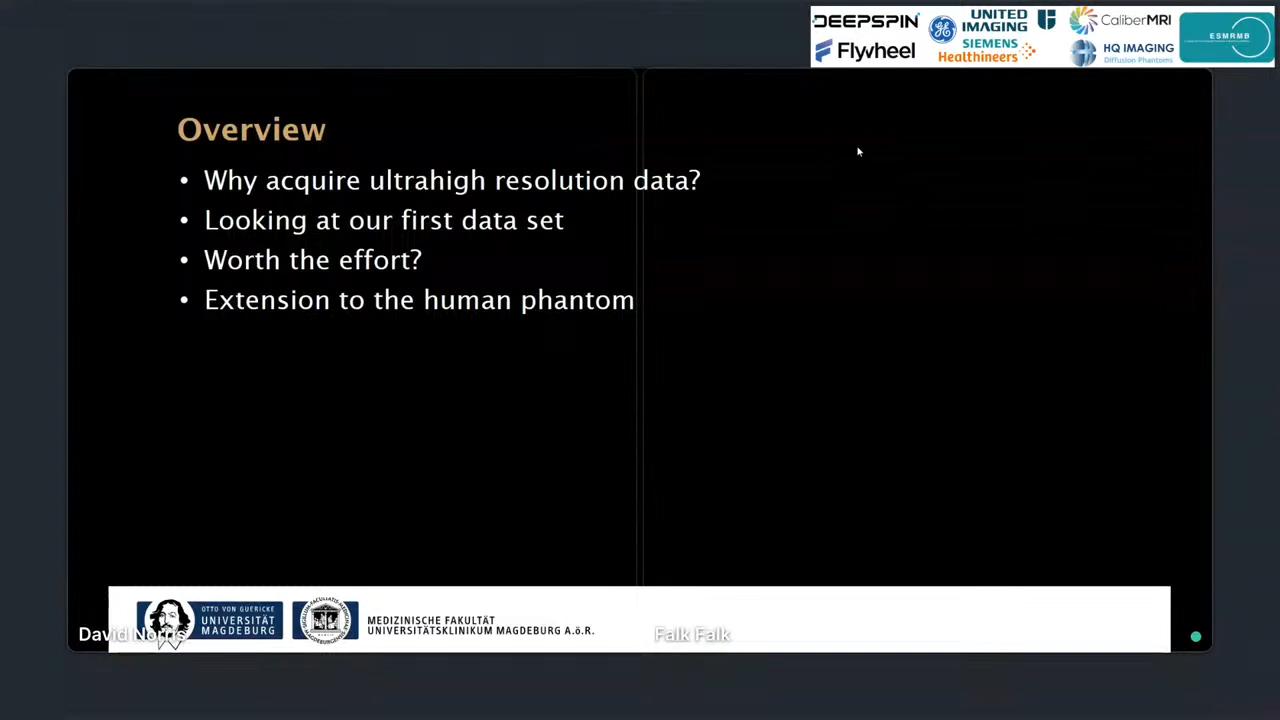 DEEPSPIN
UNITED
IMAGING
CaliberMRI
ESMRMB
Flywheel
SIEMENS
Healthineers
HQ IMAGING
Diffusion Phantoms
Overview
• Why acquire ultrahigh resolution data?
• Looking at our first data set
• Worth the effort?
• Extension to the human phantom
OTTO VON GUERICKE
UNIVERSITÄT
MAGDEBURG
MEDIZINISCHE FAKULTÄT
UNIVERSITÄTSKLINIKUM MAGDEBURG A.ö.R.
David Norris
Falk Falk